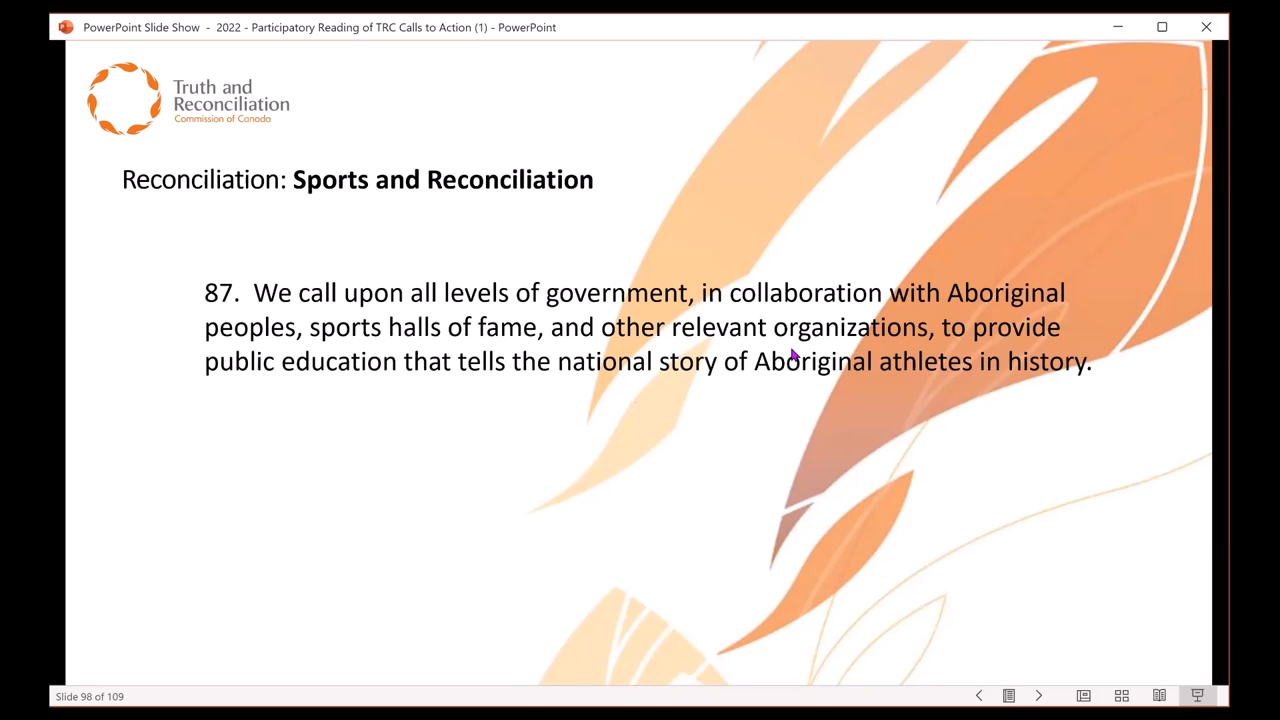 PowerPoint Slide Show - 2022 - Participatory Reading of TRC Calls to Action (1) - PowerPoint
Truth and
Reconciliation
Commission of Canada
Reconciliation: Sports and Reconciliation
87. We call upon all levels of government, in collaboration with Aboriginal
peoples, sports halls of fame, and other relevant organizations, to provide
public education that tells the national story of Aboriginal athletes in history.
Slide 98 of 109